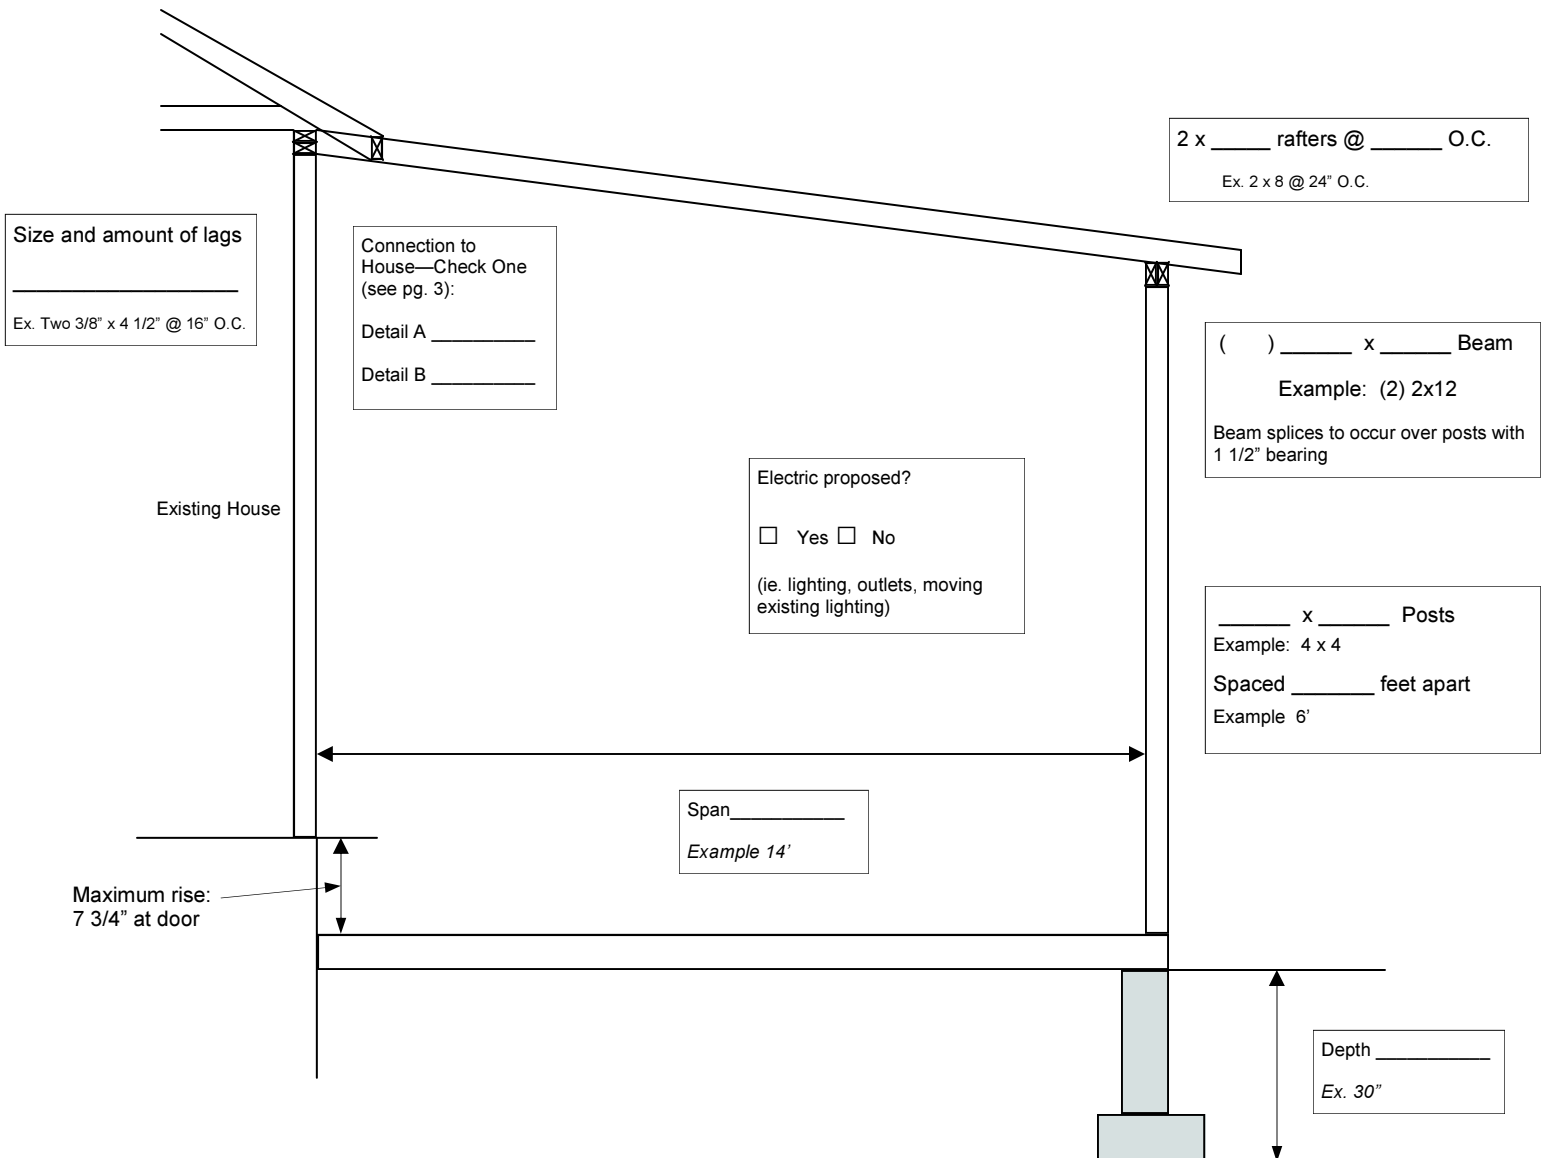 2 x _____ rafters @ ______ O.C.
Ex. 2 x 8 @ 24” O.C.
Size and amount of lags
___________________
Ex. Two 3/8” x 4 1/2” @ 16” O.C.
Connection to
House—Check One
(see pg. 3):
Detail A __________
Detail B __________
( ) ______ x ______ Beam
Example: (2) 2x12
Beam splices to occur over posts with
1 1/2” bearing
Existing House
Electric proposed?
☐ Yes ☐ No
(ie. lighting, outlets, moving
existing lighting)
______ x ______ Posts
Example: 4 x 4
Spaced _______ feet apart
Example 6’
Span___________
Example 14’
Maximum rise:
7 3/4” at door
Depth ___________
Ex. 30”